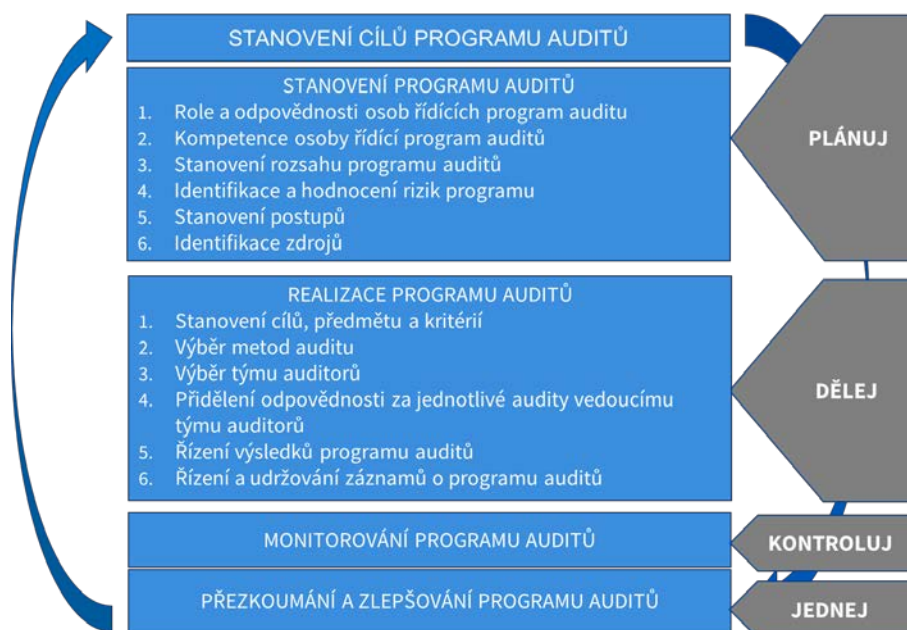 STANOVENÍ CÍLŮ PROGRAMU AUDITŮ
STANOVENÍ PROGRAMU AUDITŮ
1. Role a odpovědnosti osob řídících program auditu
2. Kompetence osoby řídící program auditů
3. Stanovení rozsahu programu auditů
4. Identifikace a hodnocení rizik programu
5. Stanovení postupů
6. Identifikace zdrojů
PLÁNUJ
REALIZACE PROGRAMU AUDITŮ
1. Stanovení cílů, předmětu a kritérií
2. Výběr metod auditu
3. Výběr týmu auditorů
4. Přidělení odpovědnosti za jednotlivé audity vedoucímu
týmu auditorů
5. Řízení výsledků programu auditů
6. Řízení a udržování záznamů o programu auditů
DĚLEJ
MONITOROVÁNÍ PROGRAMU AUDITŮ
KONTROLUJ
PŘEZKOUMÁNÍ A ZLEPŠOVÁNÍ PROGRAMU AUDITŮ
JEDNEJ